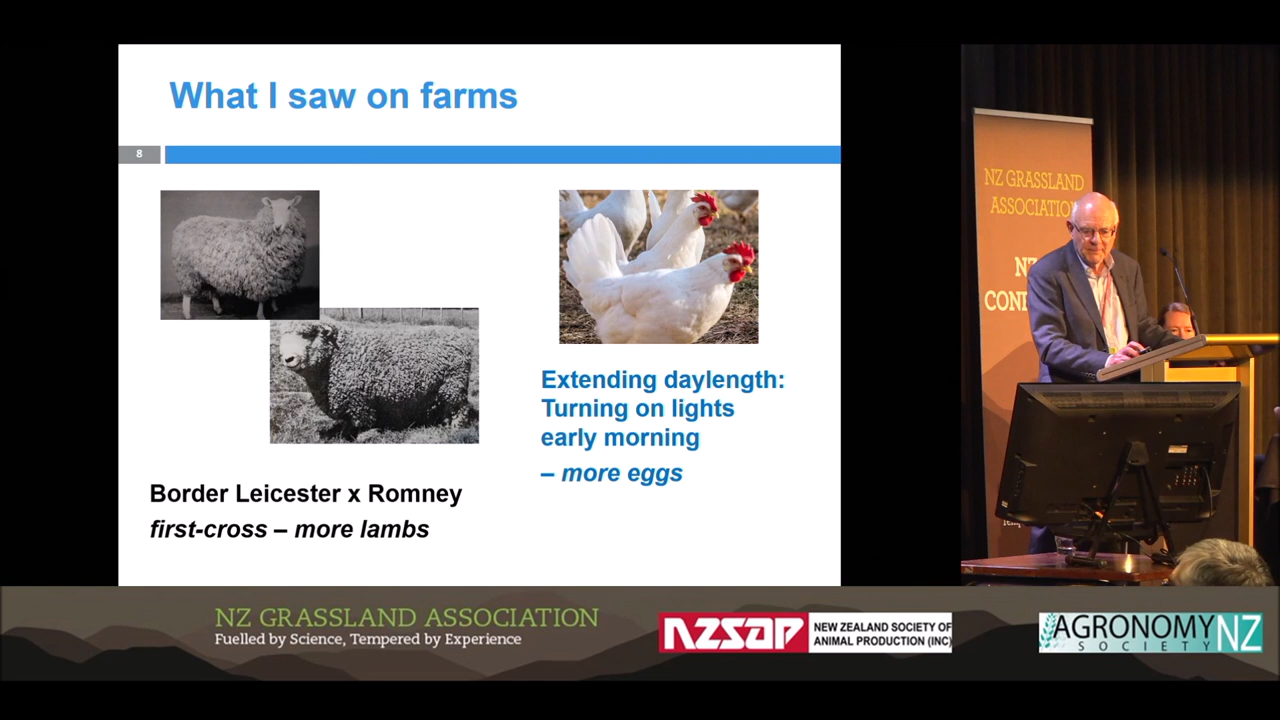 What I saw on farms
8
Extending daylength:
Turning on lights
early morning
– more eggs
Border Leicester x Romney
first-cross – more lambs
NZ GRASSLAND
ASSOCIATION
NZ GRASSLAND ASSOCIATION
Fuelled by Science, Tempered by Experience
NZSAP
NEW ZEALAND SOCIETY OF
ANIMAL PRODUCTION (INC)
AGRONOMY NZ
SOCIETY